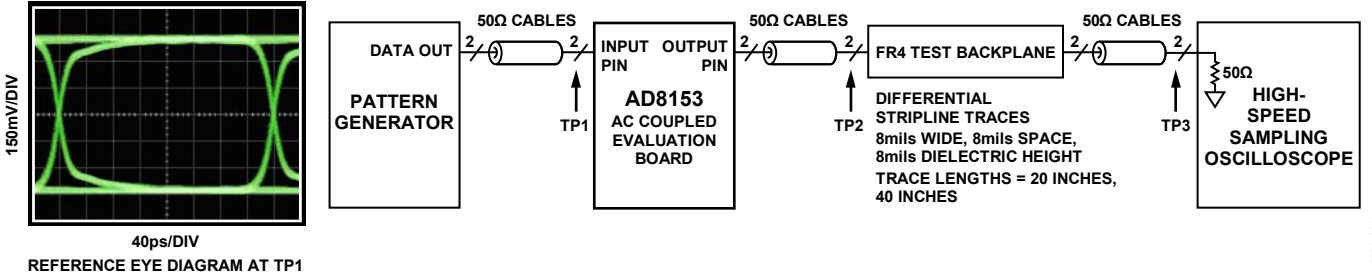 150mV/DIV
40ps/DIV
REFERENCE EYE DIAGRAM AT TP1
DATA OUT
PATTERN
GENERATOR
50Ω CABLES
2
2
TP1
INPUT
PIN
OUTPUT
PIN
AD8153
AC COUPLED
EVALUATION
BOARD
50Ω CABLES
2
2
TP2
FR4 TEST BACKPLANE
DIFFERENTIAL
STRIPLINE TRACES
8mils WIDE, 8mils SPACE,
8mils DIELECTRIC HEIGHT
TRACE LENGTHS = 20 INCHES,
40 INCHES
50Ω CABLES
2
2
TP3
50Ω
HIGH-
SPEED
SAMPLING
OSCILLOSCOPE